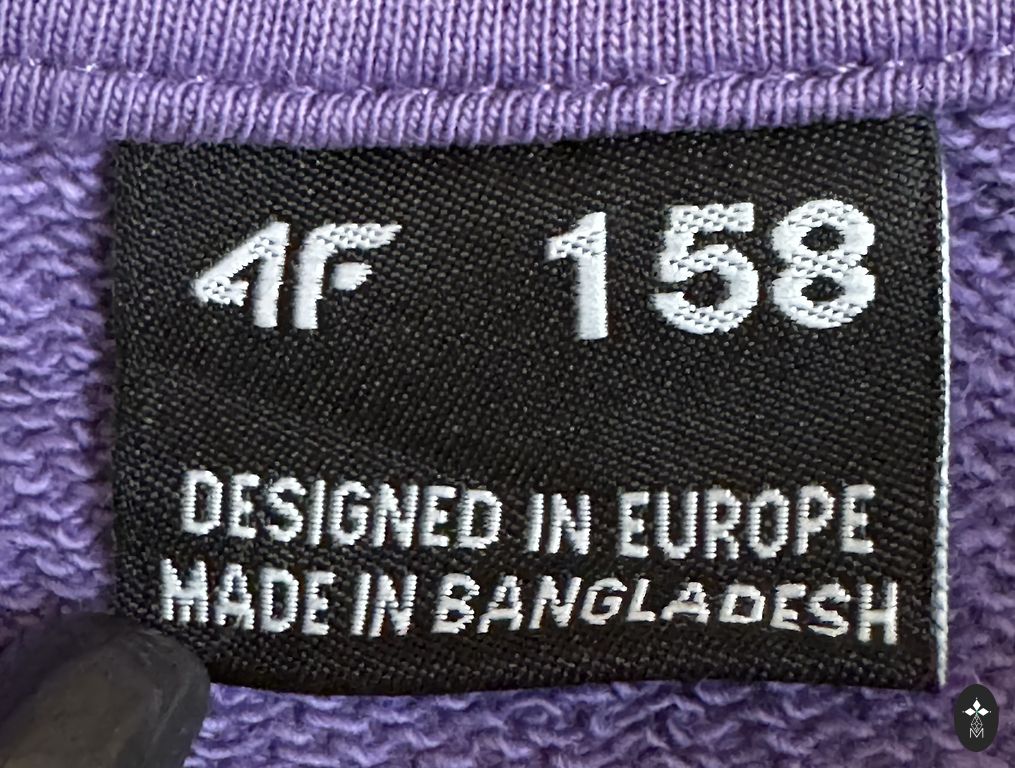 4F 158
DESIGNED IN EUROPE
MADE IN BANGLADESH
M